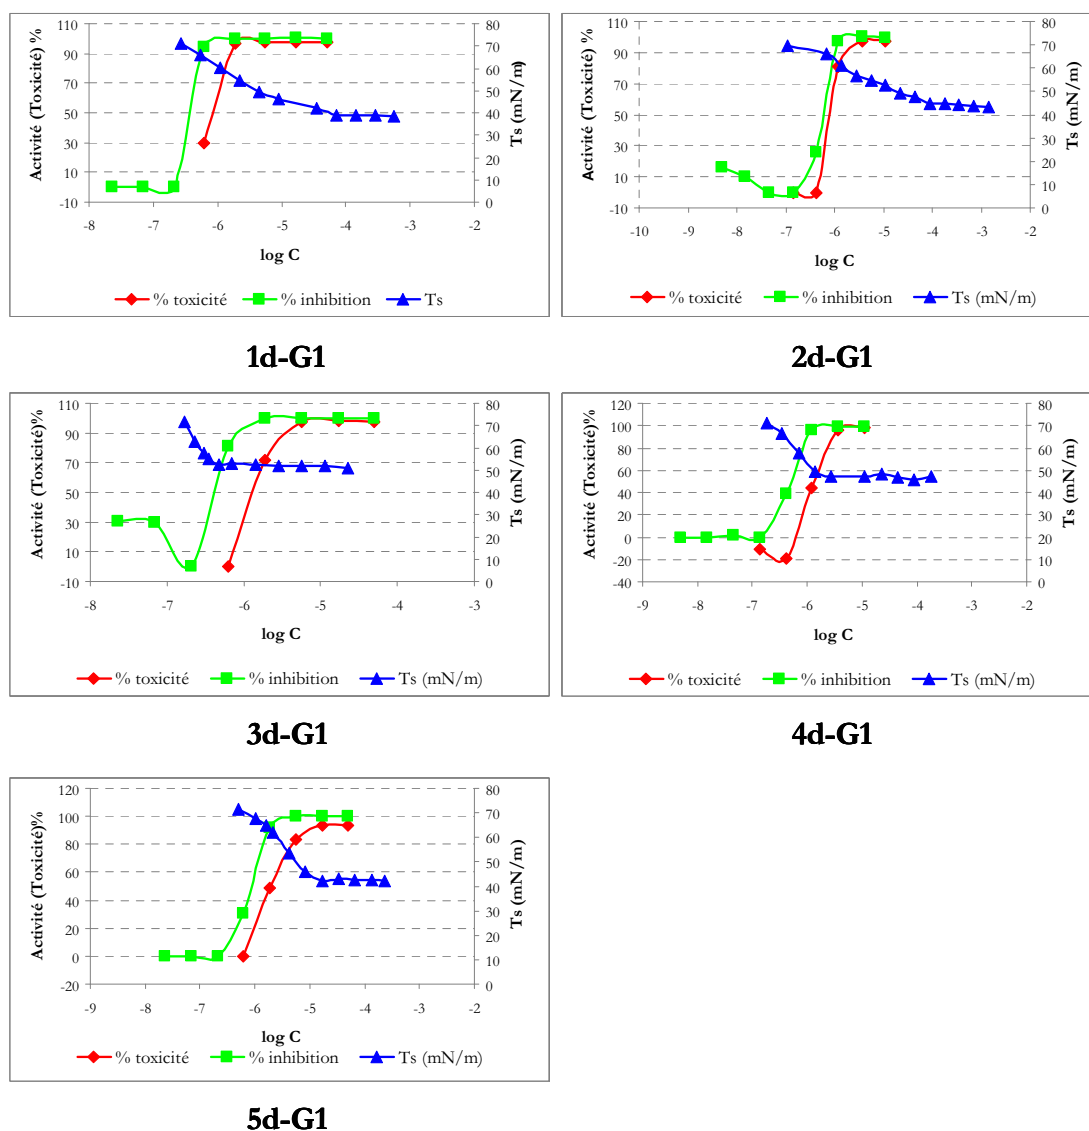 Activité (Toxicité) %
110
90
70
50
30
10
-10
80
70
60
50
40
30
20
10
0
Ts (mN/m)
-8 -7 -6 -5 -4 -3 -2
log C
% toxicité % inhibition Ts
1d-G1
Activité (Toxicité) %
110
90
70
50
30
10
-10
80
70
60
50
40
30
20
10
0
Ts (mN/m)
-10 -9 -8 -7 -6 -5 -4 -3 -2
log C
% toxicité % inhibition Ts (mN/m)
2d-G1
Activité (Toxicité)%
110
90
70
50
30
10
-10
80
70
60
50
40
30
20
10
0
Ts (mN/m)
-8 -7 -6 -5 -4 -3
log C
% toxicité % inhibition Ts (mN/m)
3d-G1
Activité (Toxicité)%
120
100
80
60
40
20
0
-20
-40
80
70
60
50
40
30
20
10
0
Ts (mN/m)
-9 -8 -7 -6 -5 -4 -3 -2
log C
% toxicité % inhibition Ts (mN/m)
4d-G1
Activité (Toxicité)%
120
100
80
60
40
20
0
-20
80
70
60
50
40
30
20
10
0
Ts (mN/m)
-9 -8 -7 -6 -5 -4 -3 -2
log C
% toxicité % inhibition Ts (mN/m)
5d-G1